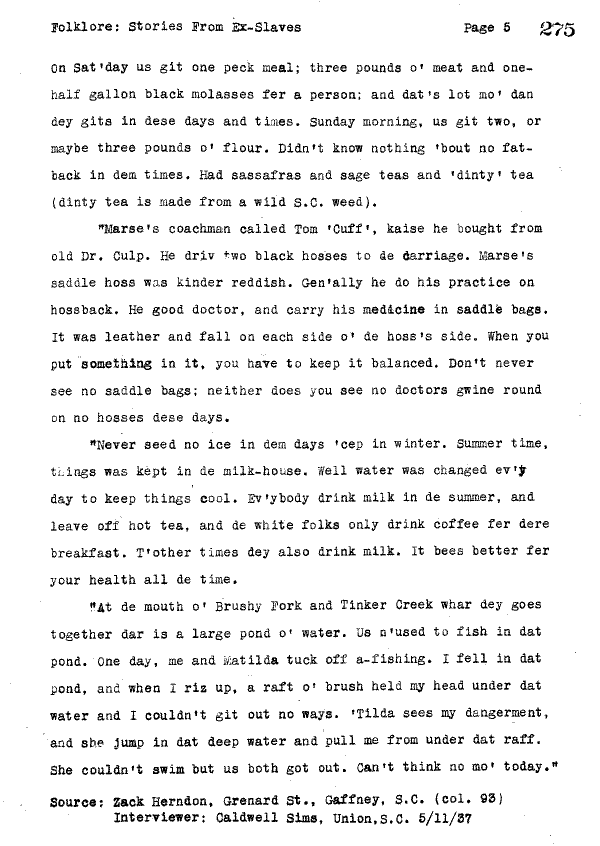 Folklore: Stories From Ex-Slaves Page 5 275
On Sat'day us git one peck meal; three pounds o' meat and one-
half gallon black molasses fer a person; and dat's lot mo' dan
dey gits in dese days and times. Sunday morning, us git two, or
maybe three pounds o' flour. Didn't know nothing 'bout no fat-
back in dem times. Had sassafras and sage teas and 'dinty' tea
(dinty tea is made from a wild S.C. weed).
"Marse's coachman called Tom 'Cuff', kaise he bought from
old Dr. Culp. He driv two black hosses to de darriage. Marse's
saddle hoss was kinder reddish. Gen'ally he do his practice on
hossback. He good doctor, and carry his medicine in saddle bags.
It was leather and fall on each side o' de hoss's side. When you
put something in it, you have to keep it balanced. Don't never
see no saddle bags; neither does you see no doctors gwine round
on no hosses dese days.
"Never seed no ice in dem days 'cep in winter. Summer time,
things was kept in de milk-house. Well water was changed ev'y
day to keep things cool. Ev'ybody drink milk in de summer, and
leave off hot tea, and de white folks only drink coffee fer dere
breakfast. T'other times dey also drink milk. It bees better fer
your health all de time.
"At de mouth o' Brushy Fork and Tinker Creek whar dey goes
together dar is a large pond o' water. Us n'used to fish in dat
pond. One day, me and Matilda tuck off a-fishing. I fell in dat
pond, and when I riz up, a raft o' brush held my head under dat
water and I couldn't git out no ways. 'Tilda sees my dangerment,
and she jump in dat deep water and pull me from under dat raff.
She couldn't swim but us both got out. Can't think no mo' today."
Source: Zack Herndon, Grenard St., Gaffney, S.C. (col. 93)
Interviewer: Caldwell Sims, Union,S.C. 5/11/37